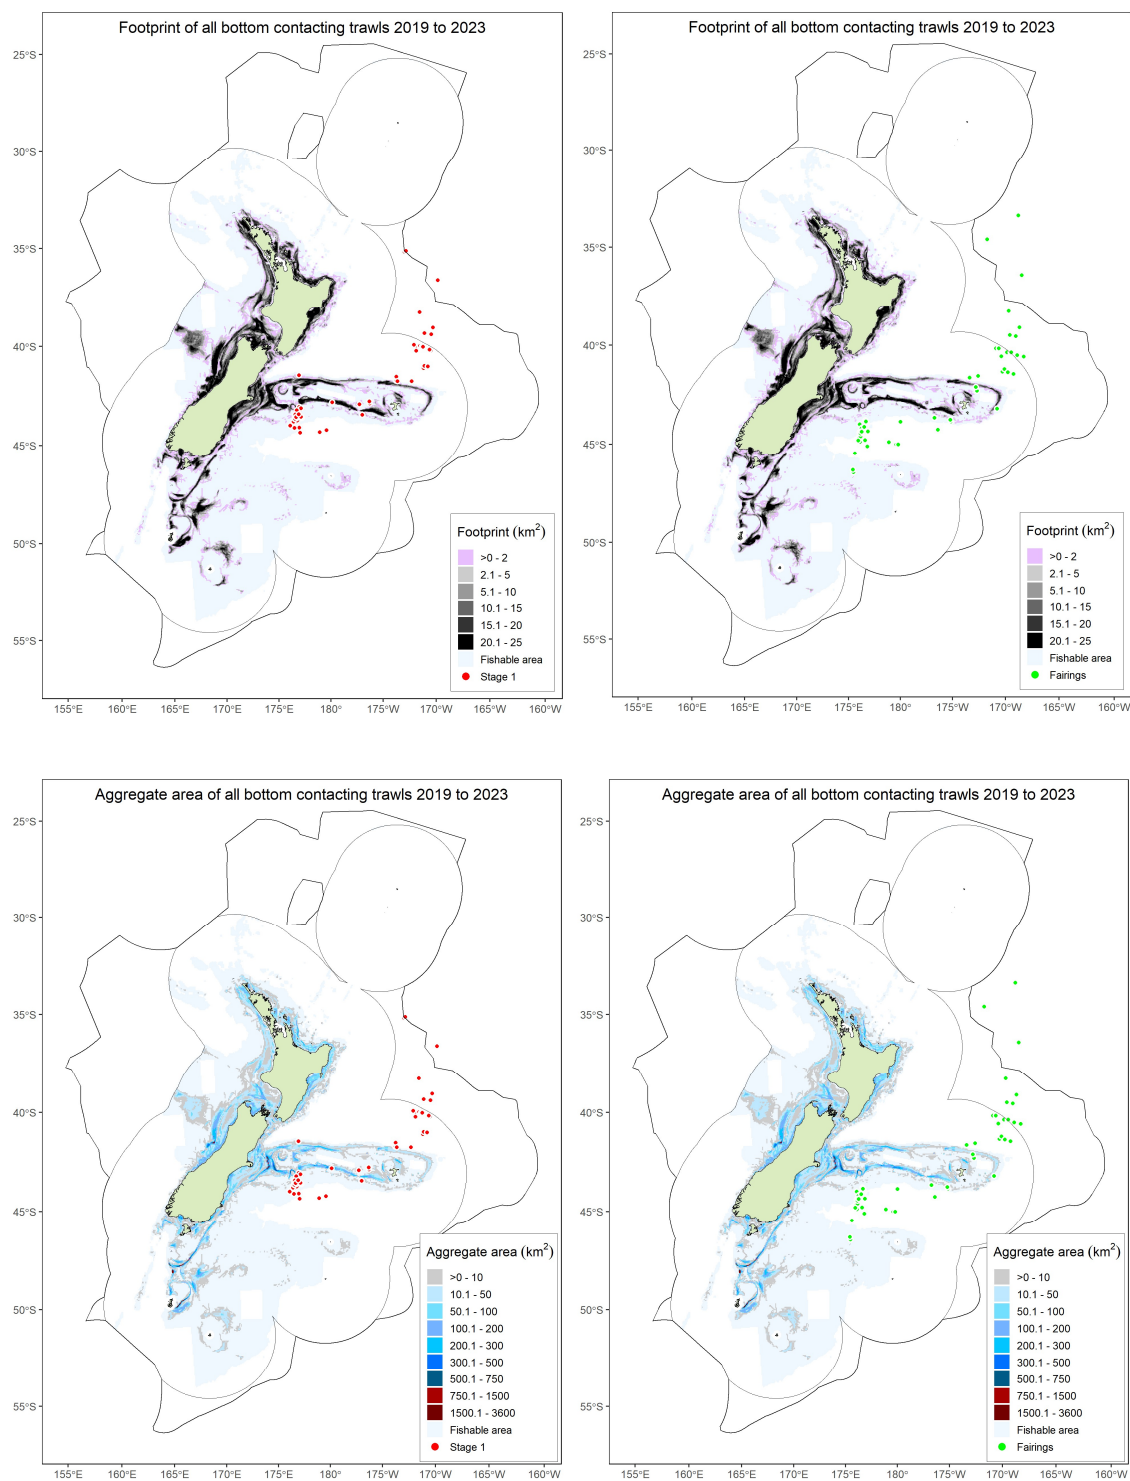 Footprint of all bottom contacting trawls 2019 to 2023
25°S
30°S
35°S
40°S
45°S
50°S
55°S
Footprint (km²)
>0 - 2
2.1 - 5
5.1 - 10
10.1 - 15
15.1 - 20
20.1 - 25
Fishable area
Stage 1
155°E 160°E 165°E 170°E 175°E 180° 175°W 170°W 165°W 160°W
Footprint of all bottom contacting trawls 2019 to 2023
25°S
30°S
35°S
40°S
45°S
50°S
55°S
Footprint (km²)
>0 - 2
2.1 - 5
5.1 - 10
10.1 - 15
15.1 - 20
20.1 - 25
Fishable area
Fairings
155°E 160°E 165°E 170°E 175°E 180° 175°W 170°W 165°W 160°W
Aggregate area of all bottom contacting trawls 2019 to 2023
25°S
30°S
35°S
40°S
45°S
50°S
55°S
Aggregate area (km²)
>0 - 10
10.1 - 50
50.1 - 100
100.1 - 200
200.1 - 300
300.1 - 500
500.1 - 750
750.1 - 1500
1500.1 - 3600
Fishable area
Stage 1
155°E 160°E 165°E 170°E 175°E 180° 175°W 170°W 165°W 160°W
Aggregate area of all bottom contacting trawls 2019 to 2023
25°S
30°S
35°S
40°S
45°S
50°S
55°S
Aggregate area (km²)
>0 - 10
10.1 - 50
50.1 - 100
100.1 - 200
200.1 - 300
300.1 - 500
500.1 - 750
750.1 - 1500
1500.1 - 3600
Fishable area
Fairings
155°E 160°E 165°E 170°E 175°E 180° 175°W 170°W 165°W 160°W